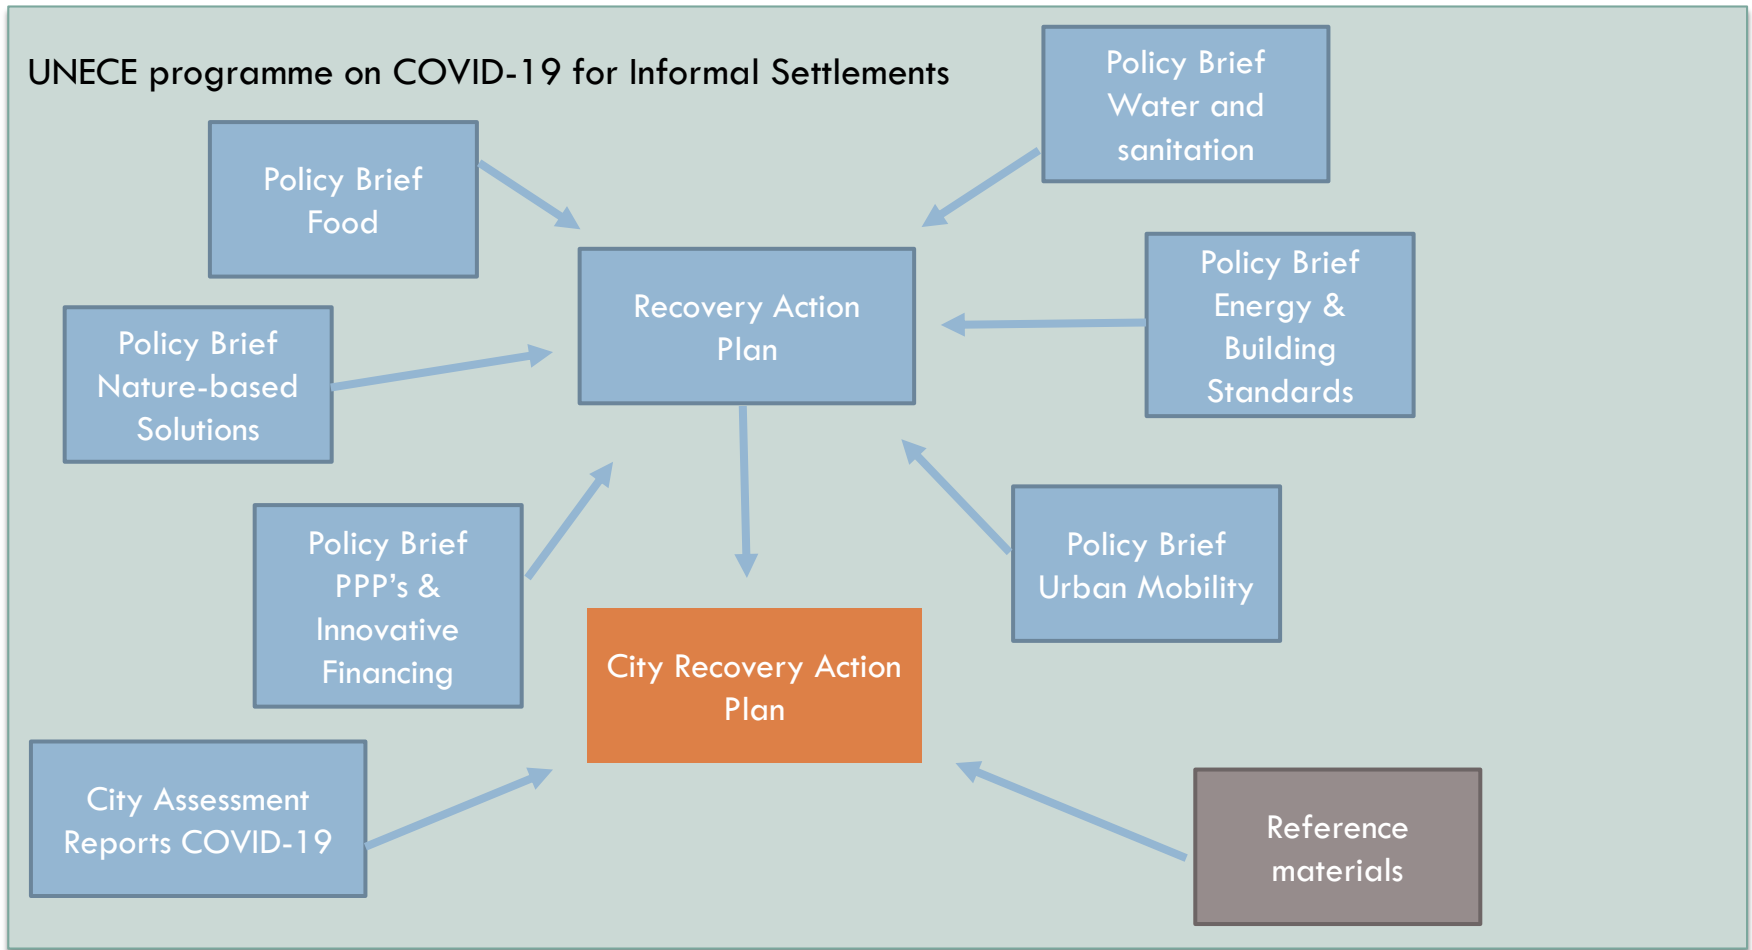 UNECE programme on COVID-19 for Informal Settlements
Policy Brief
Water and
sanitation
Policy Brief
Food
Policy Brief
Energy &
Building
Standards
Recovery Action
Plan
Policy Brief
Nature-based
Solutions
Policy Brief
PPP's &
Innovative
Financing
Policy Brief
Urban Mobility
City Recovery Action
Plan
City Assessment
Reports COVID-19
Reference
materials